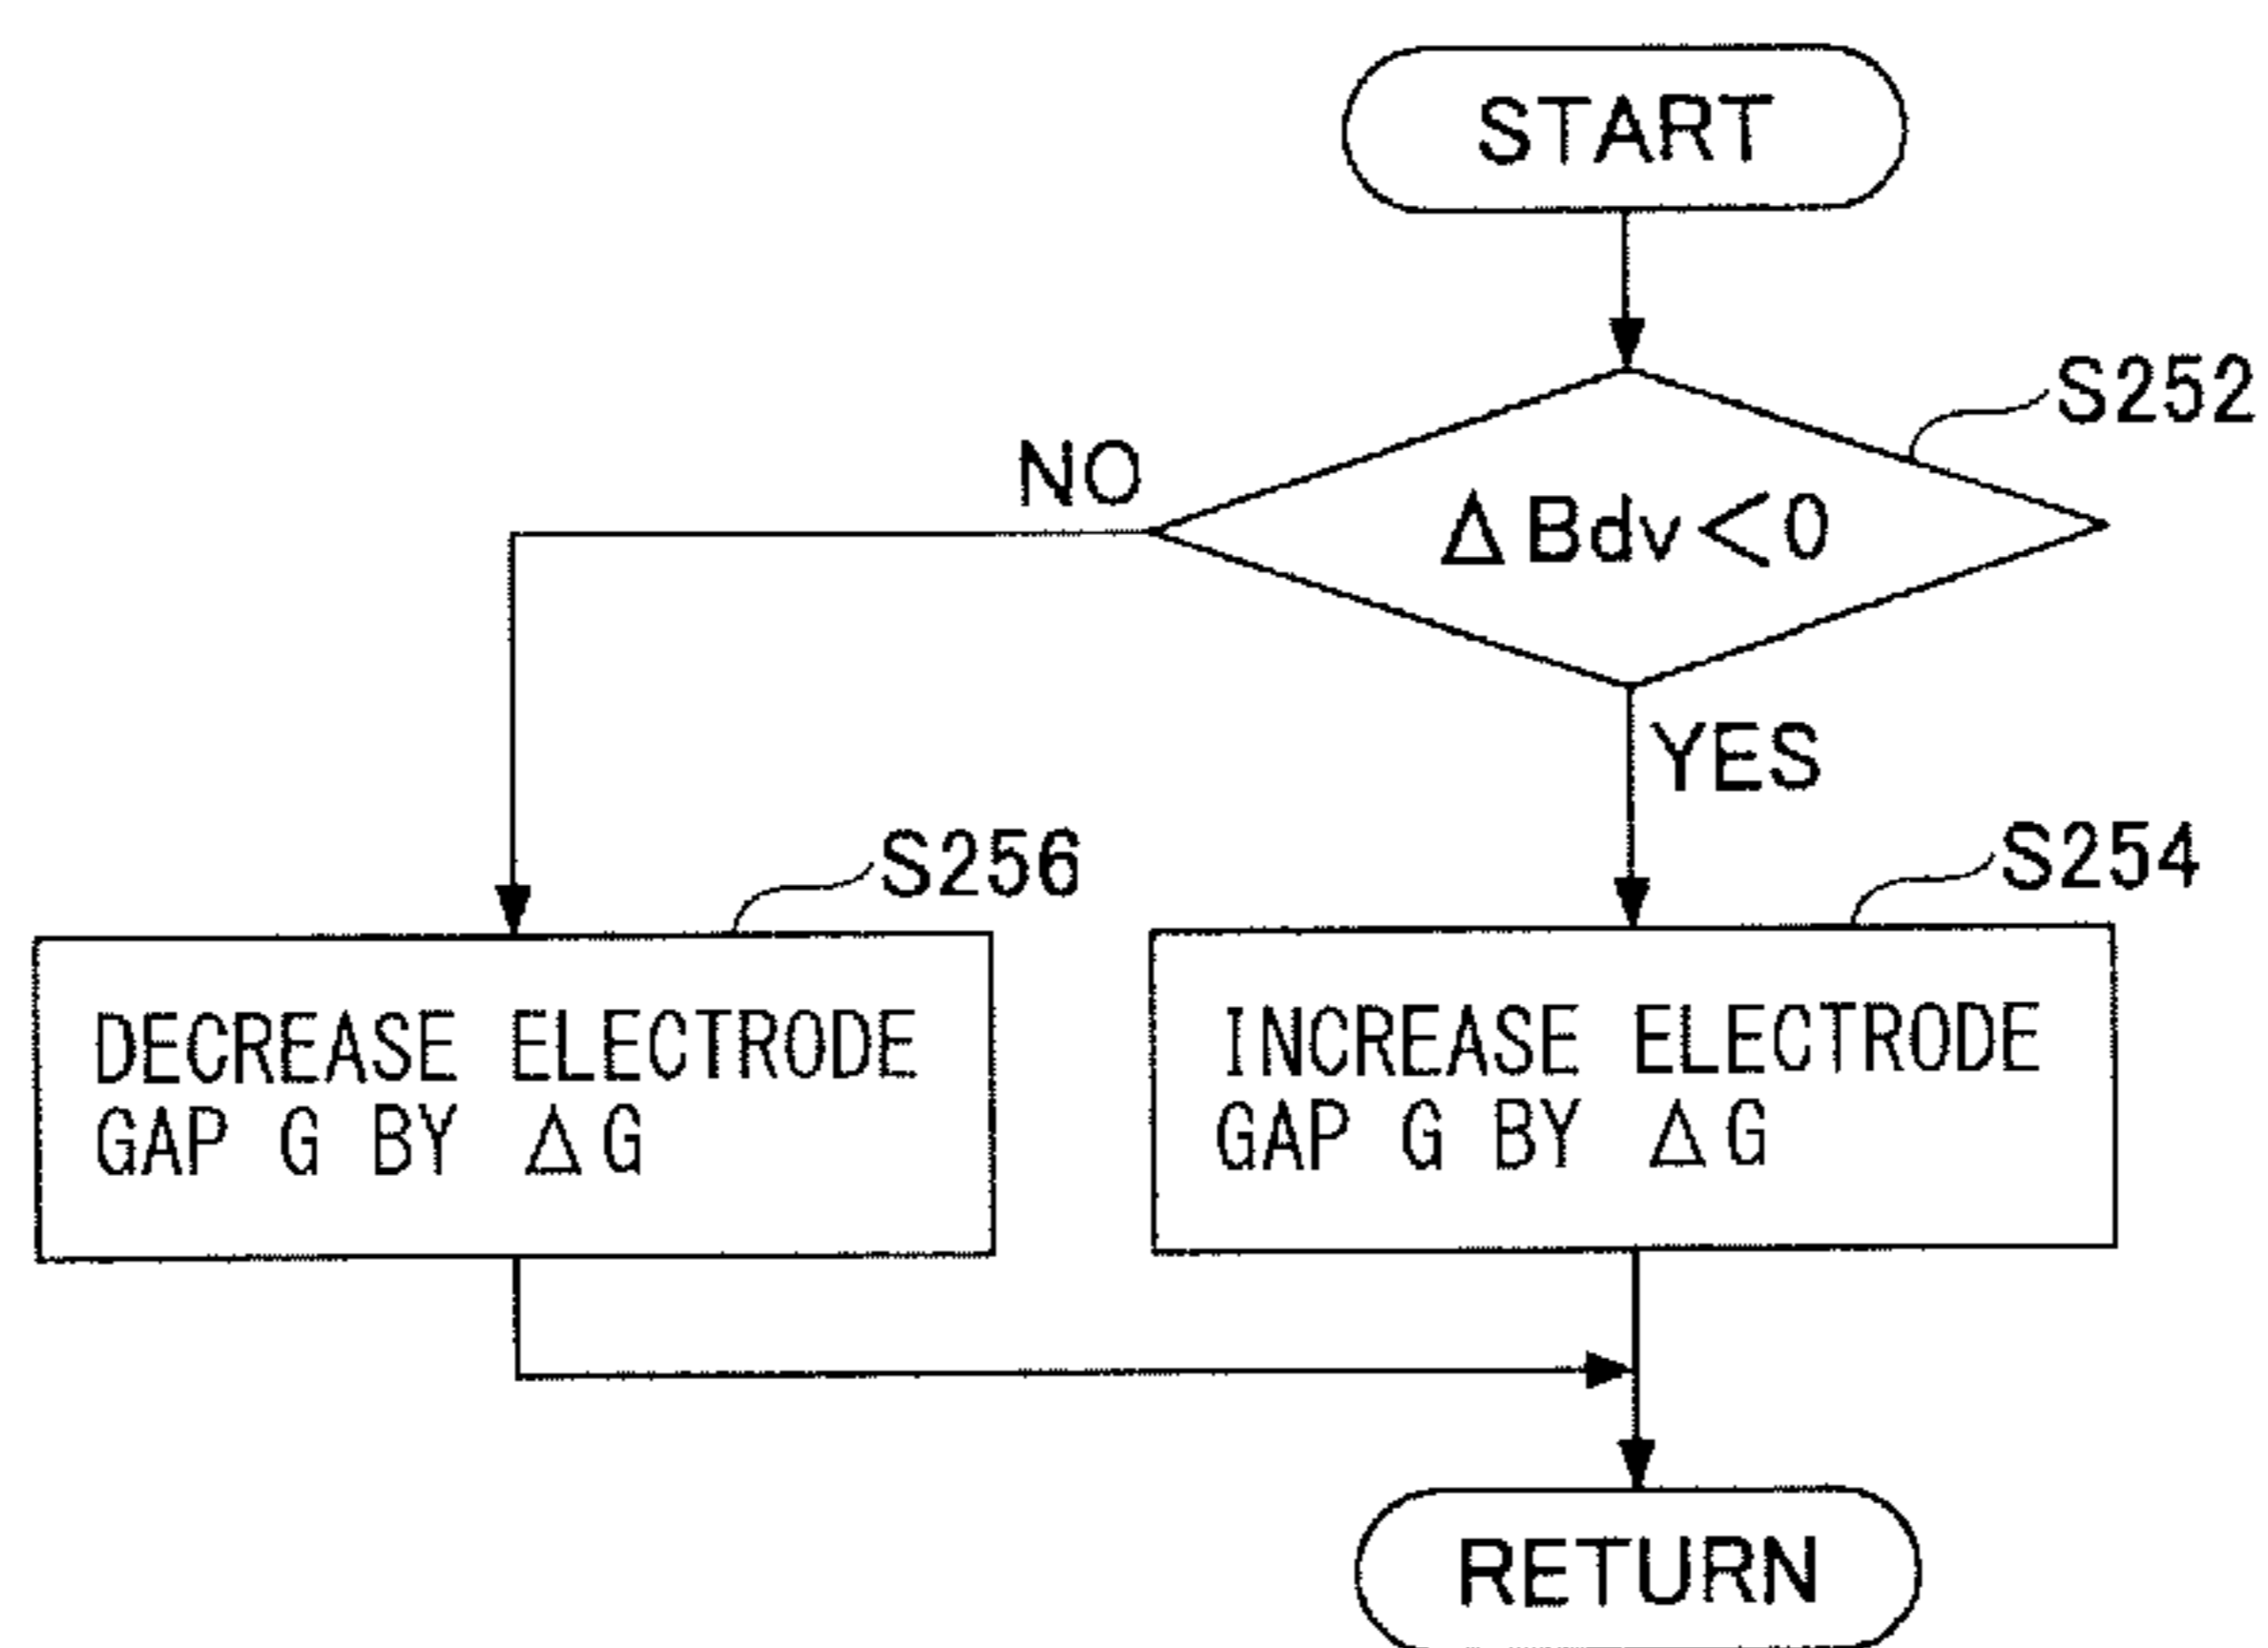 START
S252
NO
ΔBdv<0
YES
S256
S254
DECREASE ELECTRODE
GAP G BY ΔG
INCREASE ELECTRODE
GAP G BY ΔG
RETURN